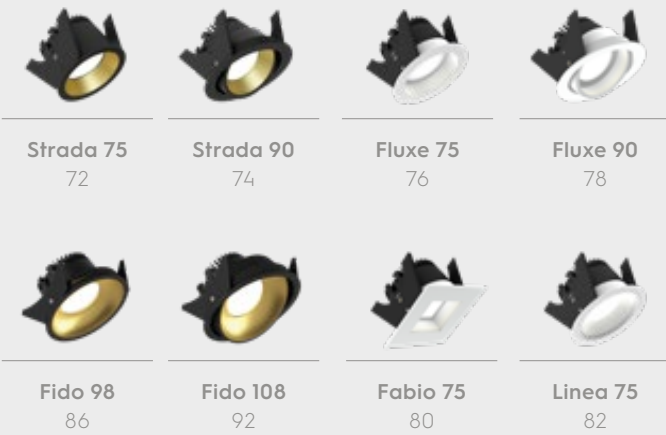 Strada 75
Strada 90
Fluxe 75
Fluxe 90
72
74
76
78
Fido 98
Fido 108
Fabio 75
Linea 75
86
92
80
82